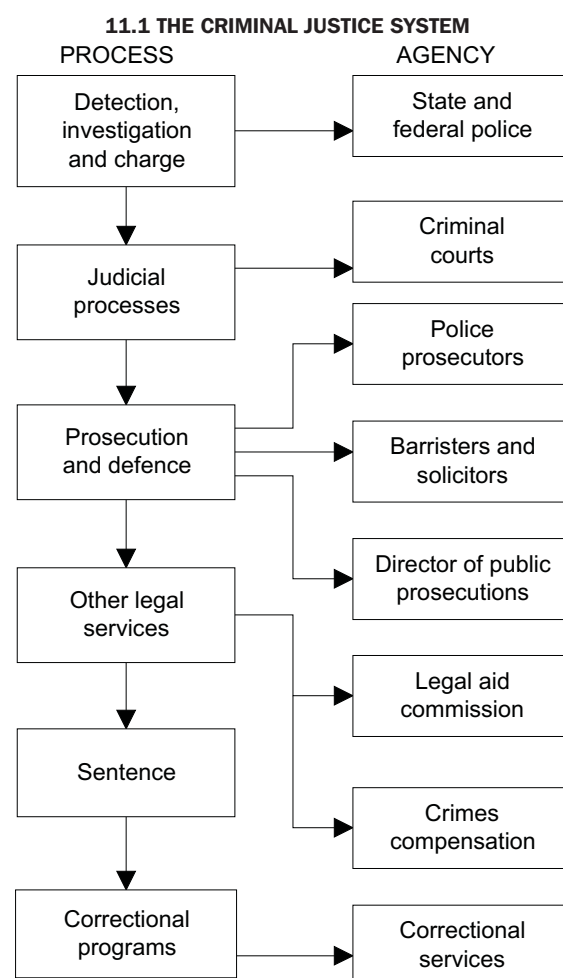 11.1 THE CRIMINAL JUSTICE SYSTEM
PROCESS
AGENCY
Detection,
investigation
and charge
State and
federal police
Judicial
processes
Criminal
courts
Police
prosecutors
Prosecution
and defence
Barristers and
solicitors
Director of public
prosecutions
Other legal
services
Legal aid
commission
Sentence
Crimes
compensation
Correctional
programs
Correctional
services